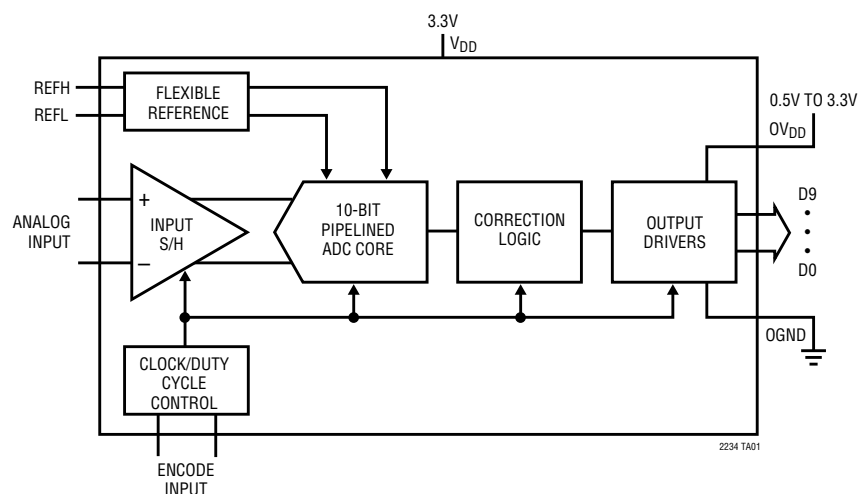 3.3V
VDD
REFH
REFL
FLEXIBLE
REFERENCE
0.5V TO 3.3V
OVDD
ANALOG
INPUT
+
–
INPUT
S/H
10-BIT
PIPELINED
ADC CORE
CORRECTION
LOGIC
OUTPUT
DRIVERS
D9
•
•
•
D0
OGND
CLOCK/DUTY
CYCLE
CONTROL
2234 TA01
ENCODE
INPUT